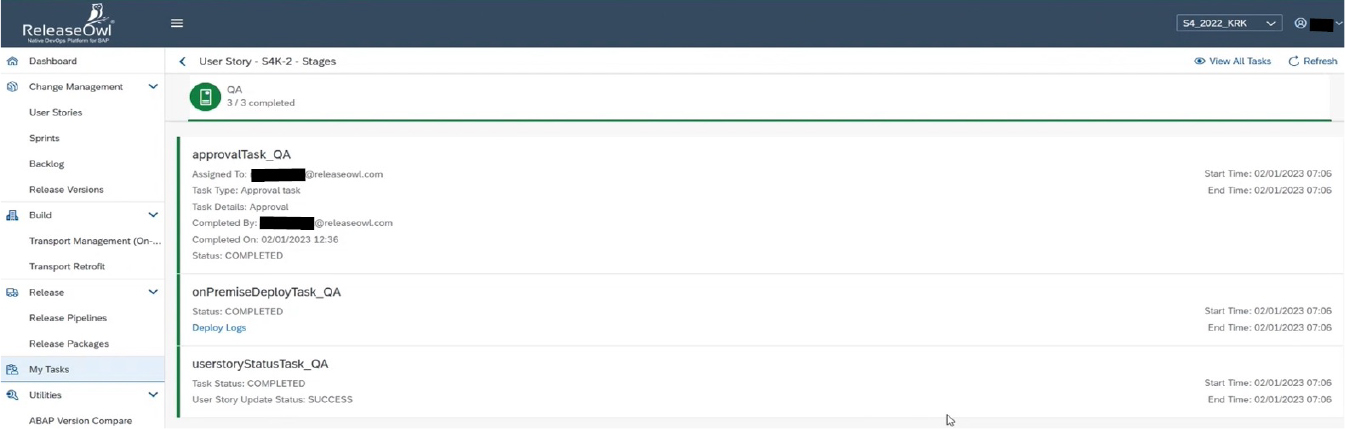 ReleaseOwl
Native DevOps Platform for SAP
S4_2022_KRK
Dashboard
Change Management
User Stories
Sprints
Backlog
Release Versions
Build
Transport Management (On-...
Transport Retrofit
Release
Release Pipelines
Release Packages
My Tasks
Utilities
ABAP Version Compare
User Story - S4K-2 - Stages
View All Tasks
Refresh
QA
3 / 3 completed
approvalTask_QA
Assigned To: @releaseowl.com
Task Type: Approval task
Task Details: Approval
Completed By: @releaseowl.com
Completed On: 02/01/2023 12:36
Status: COMPLETED
Start Time: 02/01/2023 07:06
End Time: 02/01/2023 07:06
onPremiseDeployTask_QA
Status: COMPLETED
Deploy Logs
Start Time: 02/01/2023 07:06
End Time: 02/01/2023 07:06
userstoryStatusTask_QA
Task Status: COMPLETED
User Story Update Status: SUCCESS
Start Time: 02/01/2023 07:06
End Time: 02/01/2023 07:06